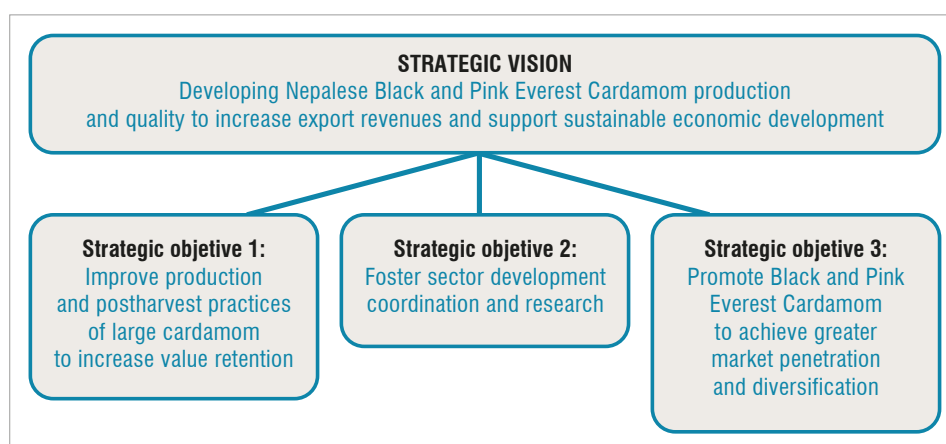 STRATEGIC VISION
Developing Nepalese Black and Pink Everest Cardamom production
and quality to increase export revenues and support sustainable economic development
Strategic objetive 1:
Improve production
and postharvest practices
of large cardamom
to increase value retention
Strategic objetive 2:
Foster sector development
coordination and research
Strategic objetive 3:
Promote Black and Pink
Everest Cardamom
to achieve greater
market penetration
and diversification